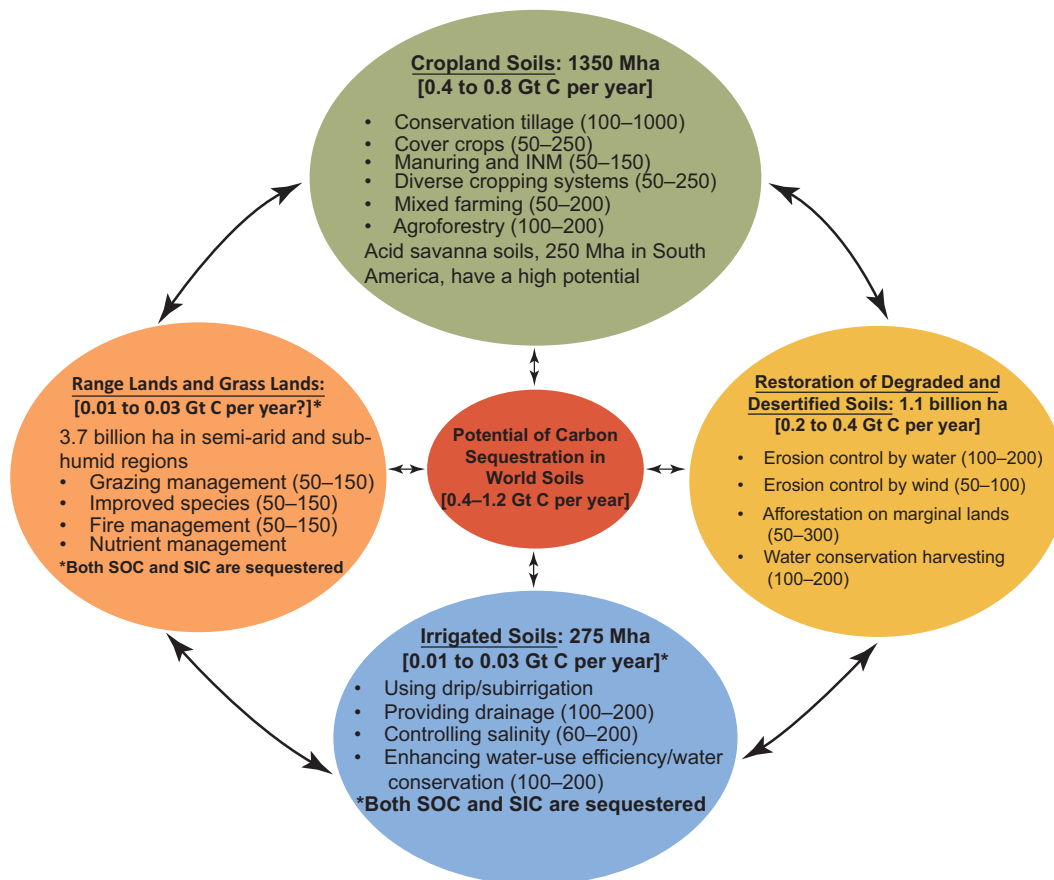 Cropland Soils: 1350 Mha
[0.4 to 0.8 Gt C per year]
• Conservation tillage (100–1000)
• Cover crops (50–250)
• Manuring and INM (50–150)
• Diverse cropping systems (50–250)
• Mixed farming (50–200)
• Agroforestry (100–200)
Acid savanna soils, 250 Mha in South
America, have a high potential
Range Lands and Grass Lands:
[0.01 to 0.03 Gt C per year?]*
3.7 billion ha in semi-arid and sub-
humid regions
• Grazing management (50–150)
• Improved species (50–150)
• Fire management (50–150)
• Nutrient management
*Both SOC and SIC are sequestered
Potential of Carbon
Sequestration in
World Soils
[0.4–1.2 Gt C per year]
Restoration of Degraded and
Desertified Soils: 1.1 billion ha
[0.2 to 0.4 Gt C per year]
• Erosion control by water (100–200)
• Erosion control by wind (50–100)
• Afforestation on marginal lands
(50–300)
• Water conservation harvesting
(100–200)
Irrigated Soils: 275 Mha
[0.01 to 0.03 Gt C per year]*
• Using drip/subirrigation
• Providing drainage (100–200)
• Controlling salinity (60–200)
• Enhancing water-use efficiency/water
conservation (100–200)
*Both SOC and SIC are sequestered